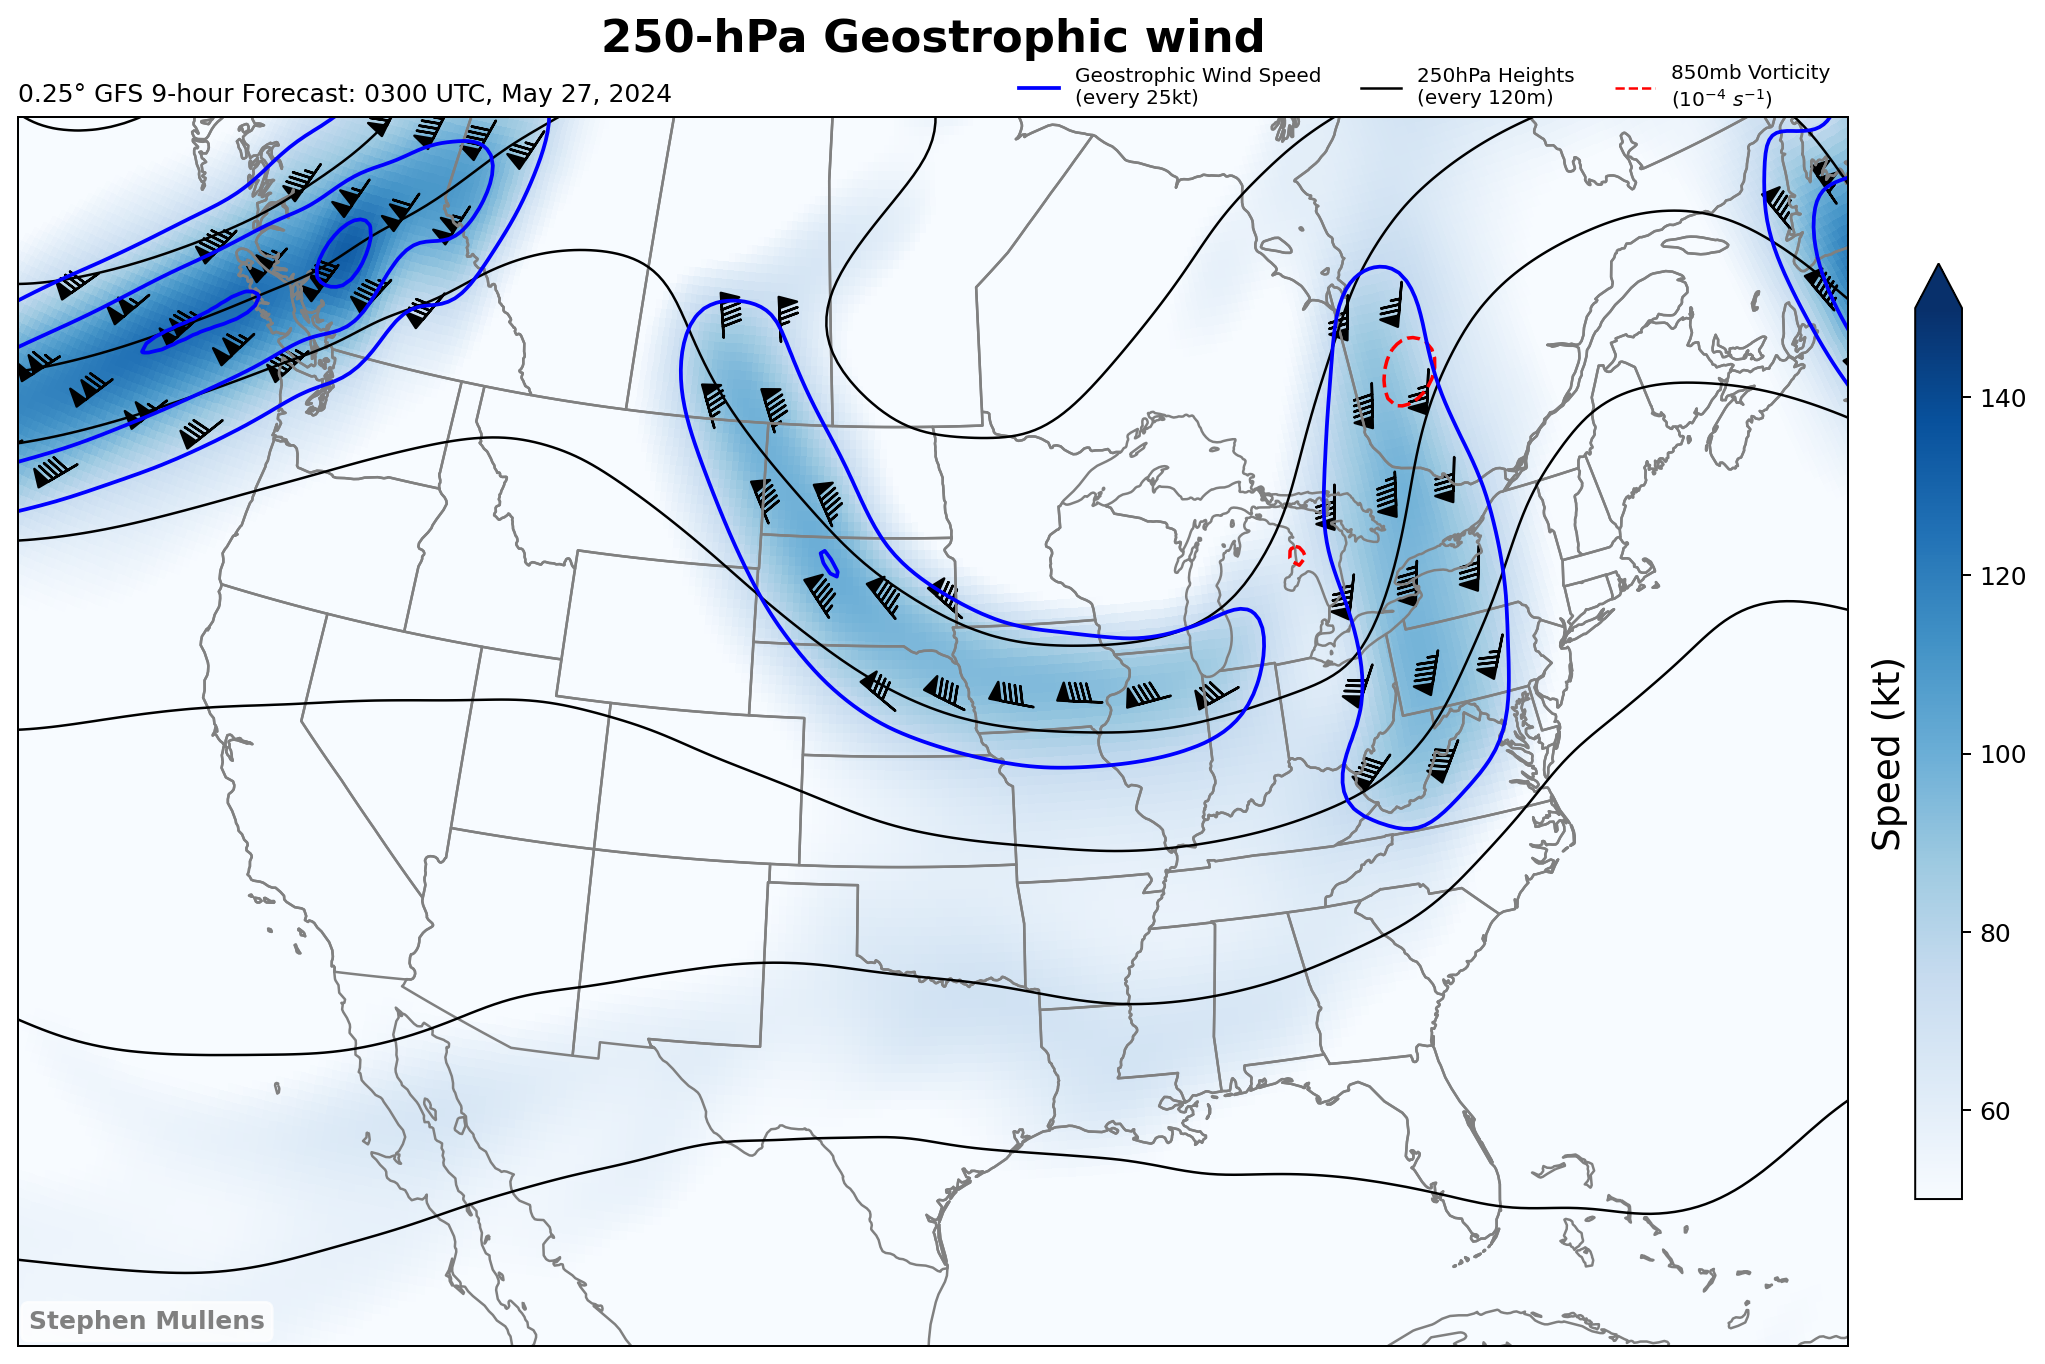 250-hPa Geostrophic wind
0.25° GFS 9-hour Forecast: 0300 UTC, May 27, 2024
Geostrophic Wind Speed
(every 25kt)
250hPa Heights
(every 120m)
850mb Vorticity
(10⁻⁴ s⁻¹)
140
120
100
80
60
Speed (kt)
Stephen Mullens